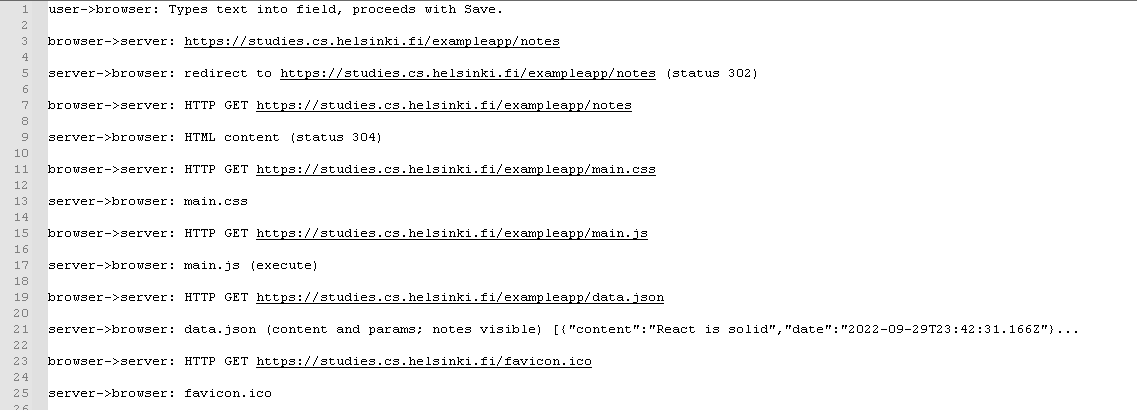 1 user->browser: Types text into field, proceeds with Save.
2
3 browser->server: https://studies.cs.helsinki.fi/exampleapp/notes
4
5 server->browser: redirect to https://studies.cs.helsinki.fi/exampleapp/notes (status 302)
6
7 browser->server: HTTP GET https://studies.cs.helsinki.fi/exampleapp/notes
8
9 server->browser: HTML content (status 304)
10
11 browser->server: HTTP GET https://studies.cs.helsinki.fi/exampleapp/main.css
12
13 server->browser: main.css
14
15 browser->server: HTTP GET https://studies.cs.helsinki.fi/exampleapp/main.js
16
17 server->browser: main.js (execute)
18
19 browser->server: HTTP GET https://studies.cs.helsinki.fi/exampleapp/data.json
20
21 server->browser: data.json (content and params; notes visible) [{"content":"React is solid","date":"2022-09-29T23:42:31.166Z"}...
22
23 browser->server: HTTP GET https://studies.cs.helsinki.fi/favicon.ico
24
25 server->browser: favicon.ico
26